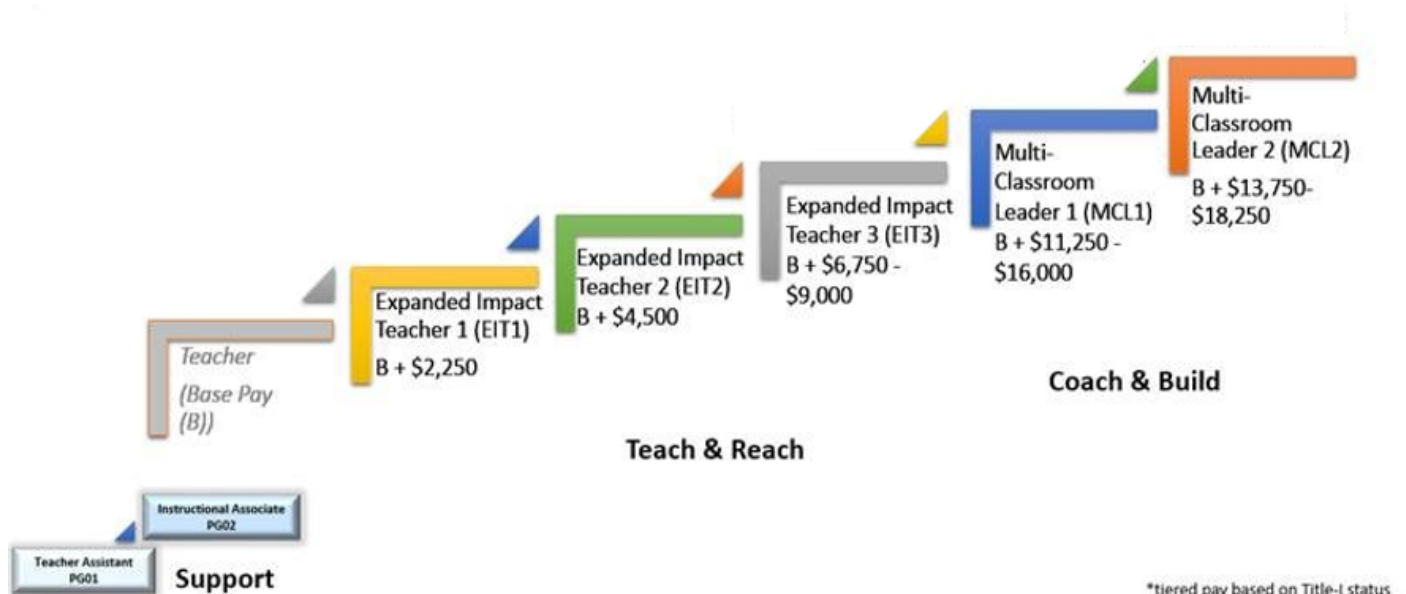 Multi-
Classroom
Leader 2 (MCL2)
B + $13,750-
$18,250
Multi-
Classroom
Leader 1 (MCL1)
B + $11,250 -
$16,000
Expanded Impact
Teacher 3 (EIT3)
B + $6,750 -
$9,000
Expanded Impact
Teacher 2 (EIT2)
B + $4,500
Expanded Impact
Teacher 1 (EIT1)
B + $2,250
Teacher
(Base Pay
(B))
Coach & Build
Teach & Reach
Instructional Associate
PG02
Teacher Assistant
PG01
Support
*tiered pay based on Title-I status